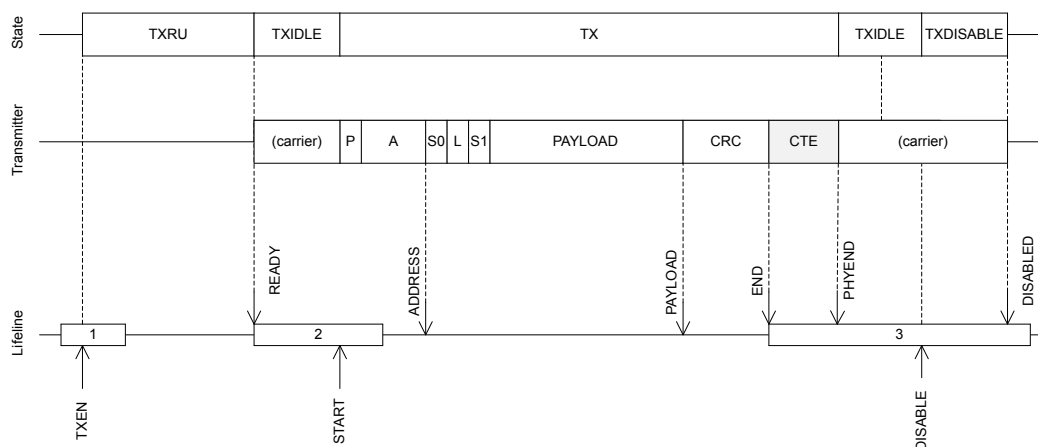 State
TXRU
TXIDLE
TX
TXIDLE
TXDISABLE
Transmitter
(carrier)
P
A
S0
L
S1
PAYLOAD
CRC
CTE
(carrier)
READY
ADDRESS
PAYLOAD
END
PHYEND
DISABLED
Lifeline
1
2
3
TXEN
START
DISABLE